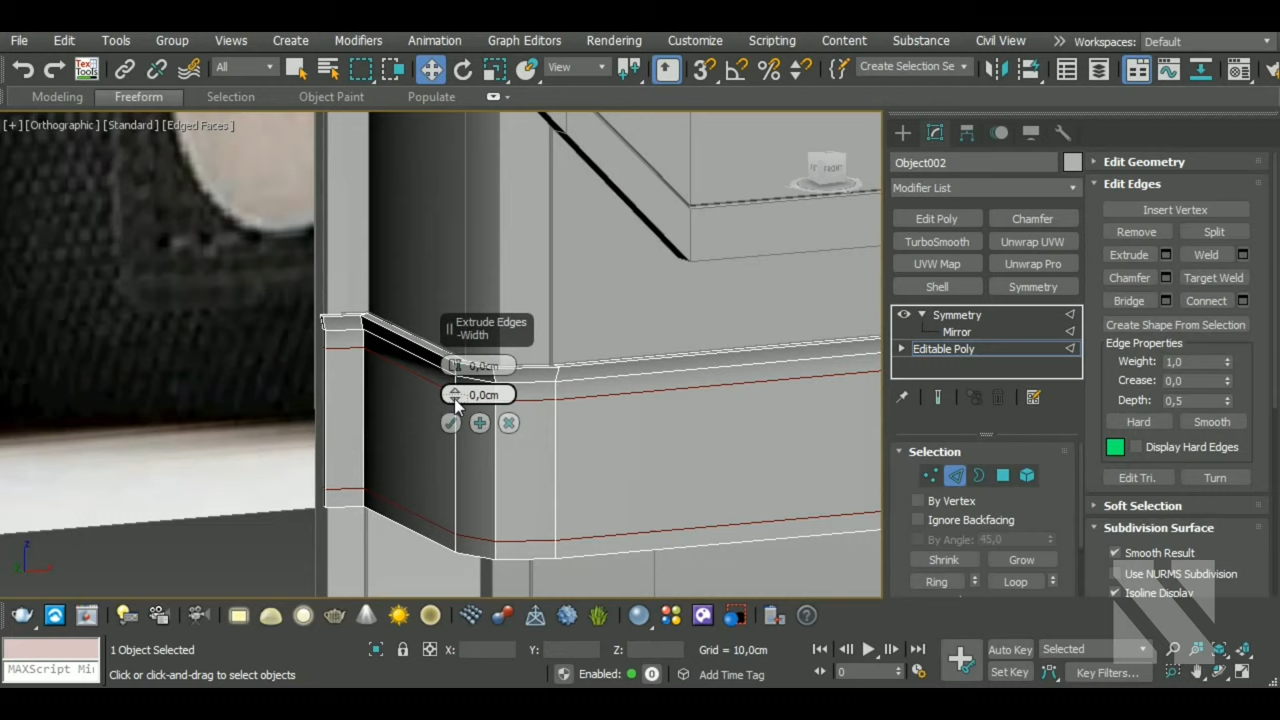 File Edit Tools Group Views Create Modifiers Animation Graph Editors Rendering Customize Scripting Content Substance Civil View Workspaces: Default
Tex Tools All View Create Selection Se
Modeling Freeform Selection Object Paint Populate
[+][Orthographic][Standard][Edged Faces]
FRONT
Extrude Edges
-Width
0,0cm
0,0cm
z
Object002
Modifier List
Edit Poly Chamfer
TurboSmooth Unwrap UVW
UVW Map Unwrap Pro
Shell Symmetry
Symmetry
Mirror
Editable Poly
Selection
By Vertex
Ignore Backfacing
By Angle: 45,0
Shrink Grow
Ring Loop
Edit Geometry
Edit Edges
Insert Vertex
Remove Split
Extrude Weld
Chamfer Target Weld
Bridge Connect
Create Shape From Selection
Edge Properties
Weight: 1,0
Crease: 0,0
Depth: 0,5
Hard Smooth
Display Hard Edges
Edit Tri. Turn
Soft Selection
Subdivision Surface
Smooth Result
Use NURMS Subdivision
Isoline Display
1 Object Selected X: Y: Z: Grid = 10,0cm Auto Key Selected
MAXScript Mi Click or click-and-drag to select objects Enabled: 0 Add Time Tag 0 Set Key Key Filters...